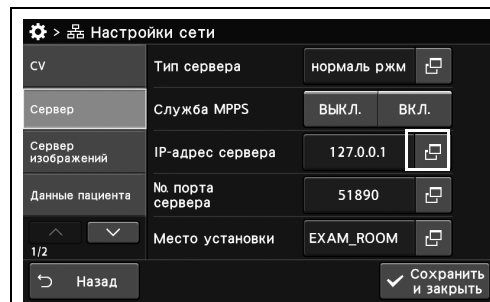 > Настройки сети
CV
Тип сервера
нормаль ржм
Сервер
Служба MPPS
ВЫКЛ.
ВКЛ.
Сервер
изображений
IP-адрес сервера
127.0.0.1
Данные пациента
№. порта
сервера
51890
1/2
Место установки
EXAM_ROOM
Назад
Сохранить
и закрыть